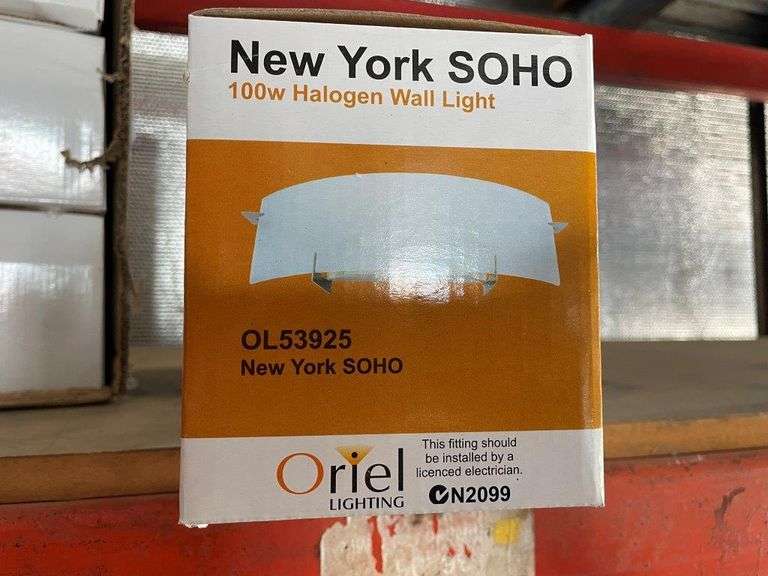 New York SOHO
100w Halogen Wall Light
OL53925
New York SOHO
Oriel
LIGHTING
This fitting should
be installed by a
licenced electrician.
N2099